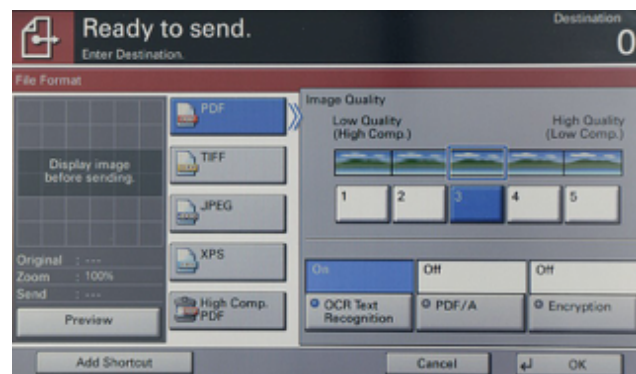 Ready to send.
Destination
Enter Destination.
0
File Format
Display image
before sending.
Original : ---
Zoom : 100%
Send : ---
Preview
PDF
TIFF
JPEG
XPS
High Comp.
PDF
Image Quality
Low Quality
(High Comp.)
High Quality
(Low Comp.)
1 2 3 4 5
On
Off
Off
OCR Text
Recognition
PDF/A
Encryption
Add Shortcut
Cancel
OK